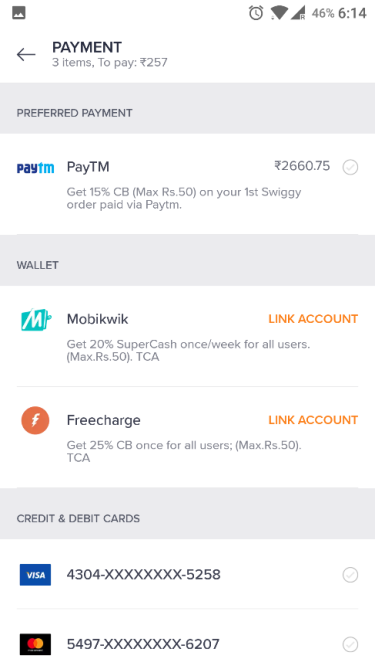 46% 6:14
PAYMENT
3 items, To pay: ₹257
PREFERRED PAYMENT
paytm PayTM ₹2660.75
Get 15% CB (Max Rs.50) on your 1st Swiggy
order paid via Paytm.
WALLET
Mobikwik LINK ACCOUNT
Get 20% SuperCash once/week for all users.
(Max.Rs.50). TCA
Freecharge LINK ACCOUNT
Get 25% CB once for all users; (Max.Rs.50).
TCA
CREDIT & DEBIT CARDS
VISA 4304-XXXXXXXX-5258
5497-XXXXXXXX-6207